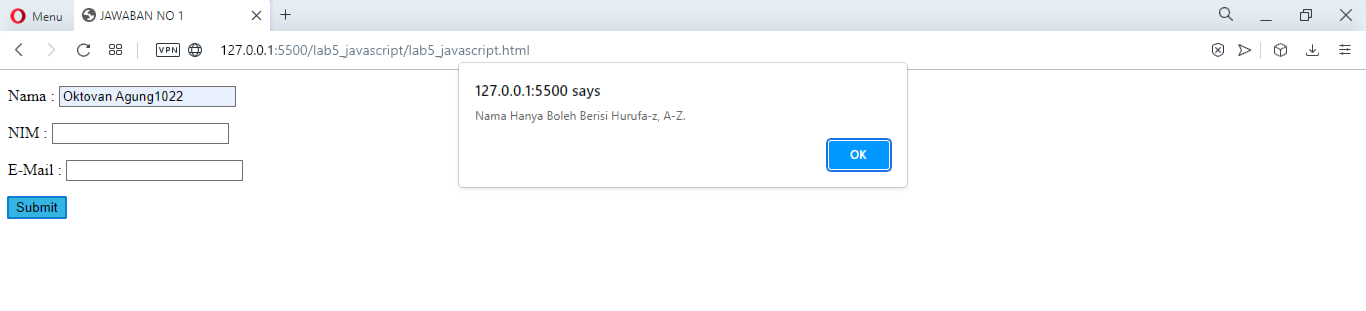 Menu
JAWABAN NO 1
VPN
127.0.0.1:5500/lab5_javascript/lab5_javascript.html
Nama : Oktovan Agung1022
NIM :
E-Mail :
Submit
127.0.0.1:5500 says
Nama Hanya Boleh Berisi Hurufa-z, A-Z.
OK